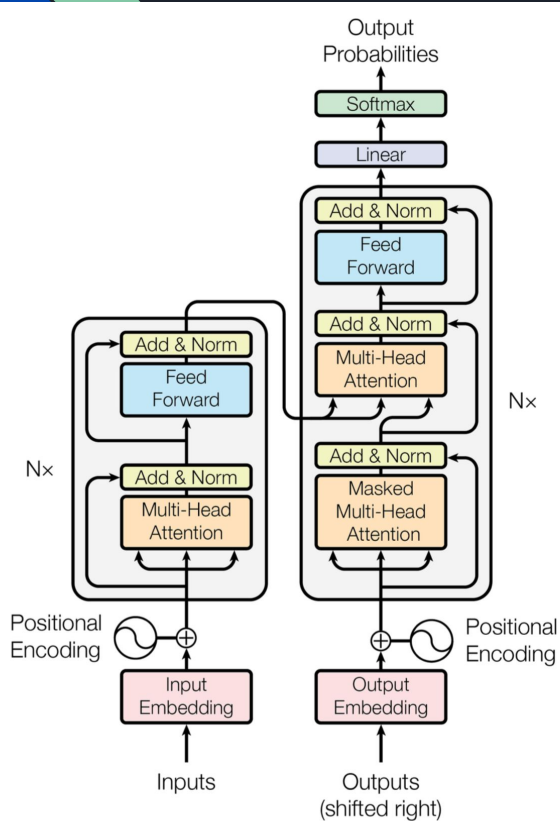 Output
Probabilities
Softmax
Linear
Add & Norm
Feed
Forward
Add & Norm
Multi-Head
Attention
Add & Norm
Masked
Multi-Head
Attention
Nx
Add & Norm
Feed
Forward
Add & Norm
Multi-Head
Attention
N×
Positional
Encoding
Positional
Encoding
Input
Embedding
Output
Embedding
Inputs
Outputs
(shifted right)